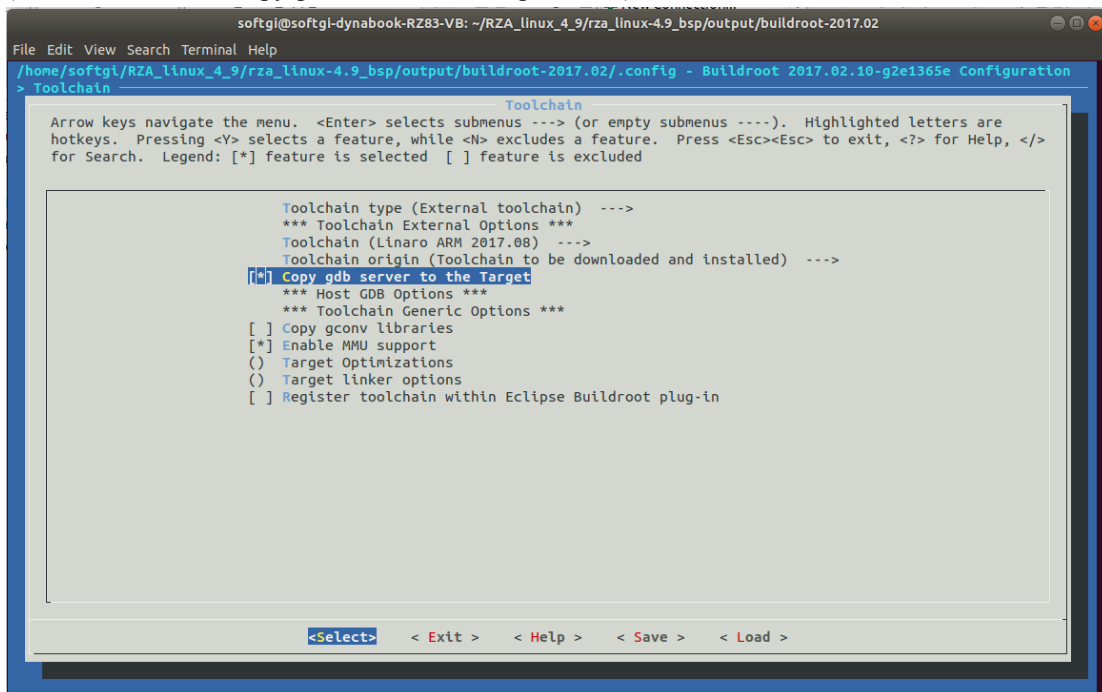 softgi@softgi-dynabook-RZ83-VB: ~/RZA_linux_4_9/rza_linux-4.9_bsp/output/buildroot-2017.02
File Edit View Search Terminal Help
/home/softgi/RZA_linux_4_9/rza_linux-4.9_bsp/output/buildroot-2017.02/.config - Buildroot 2017.02.10-g2e1365e Configuration
> Toolchain
Toolchain
Arrow keys navigate the menu. <Enter> selects submenus ---> (or empty submenus ----). Highlighted letters are
hotkeys. Pressing <Y> selects a feature, while <N> excludes a feature. Press <Esc><Esc> to exit, <?> for Help, </>
for Search. Legend: [*] feature is selected [ ] feature is excluded
Toolchain type (External toolchain) --->
*** Toolchain External Options ***
Toolchain (Linaro ARM 2017.08) --->
Toolchain origin (Toolchain to be downloaded and installed) --->
[*] Copy gdb server to the Target
*** Host GDB Options ***
*** Toolchain Generic Options ***
[ ] Copy gconv libraries
[*] Enable MMU support
() Target Optimizations
() Target linker options
[ ] Register toolchain within Eclipse Buildroot plug-in
<Select> < Exit > < Help > < Save > < Load >